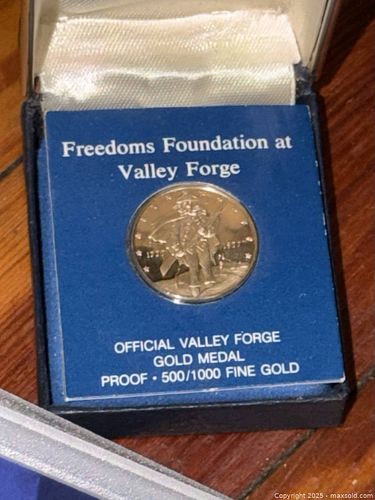 Freedoms Foundation at
Valley Forge
OFFICIAL VALLEY FORGE
GOLD MEDAL
PROOF • 500/1000 FINE GOLD
Copyright 2025 - maxsold.com